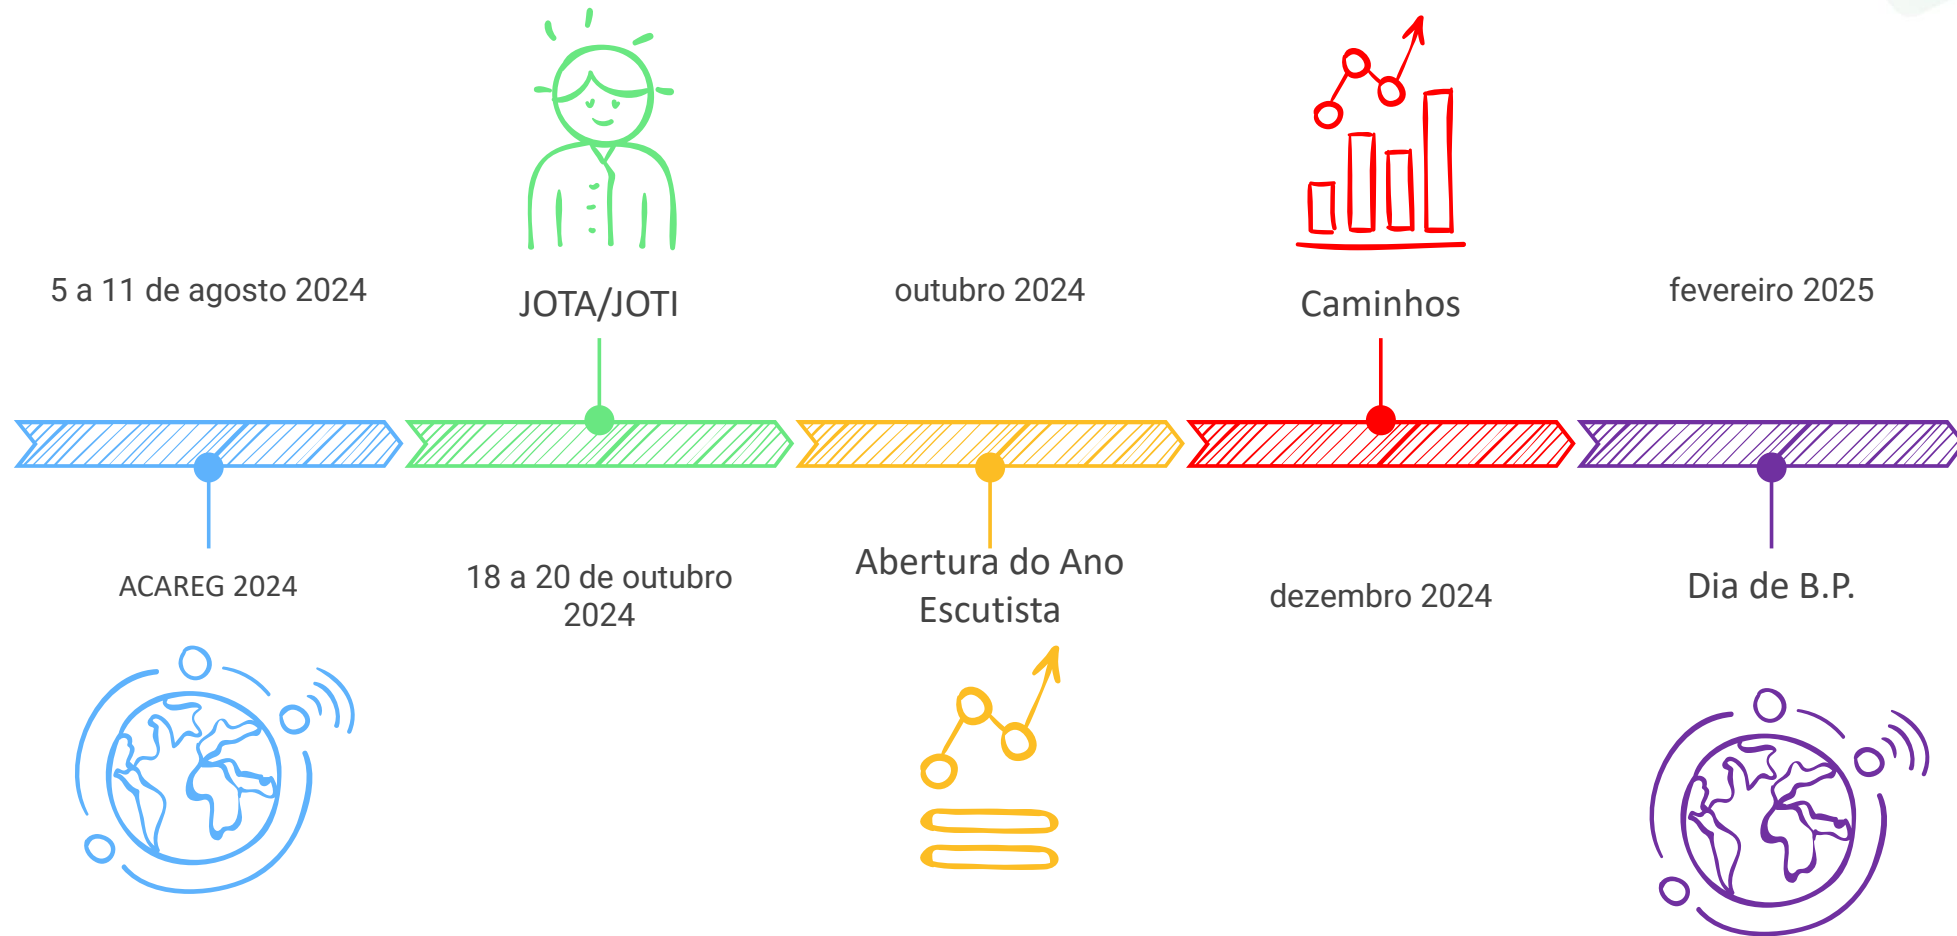 5 a 11 de agosto 2024
JOTA/JOTI
outubro 2024
Caminhos
fevereiro 2025
ACAREG 2024
18 a 20 de outubro
2024
Abertura do Ano
Escutista
dezembro 2024
Dia de B.P.